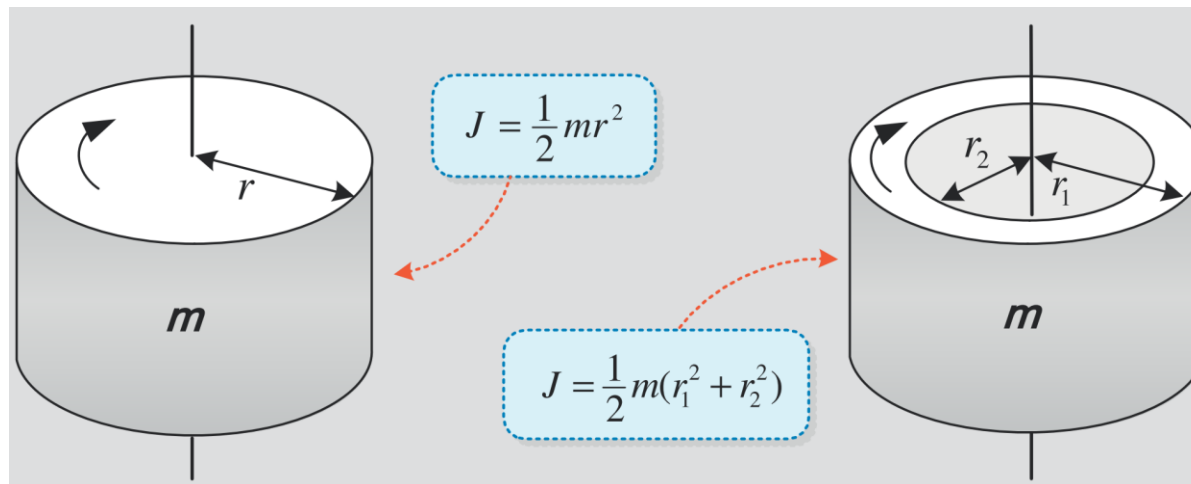 J = 1/2 mr²
r
m
r₂
r₁
m
J = 1/2 m(r₁² + r₂²)